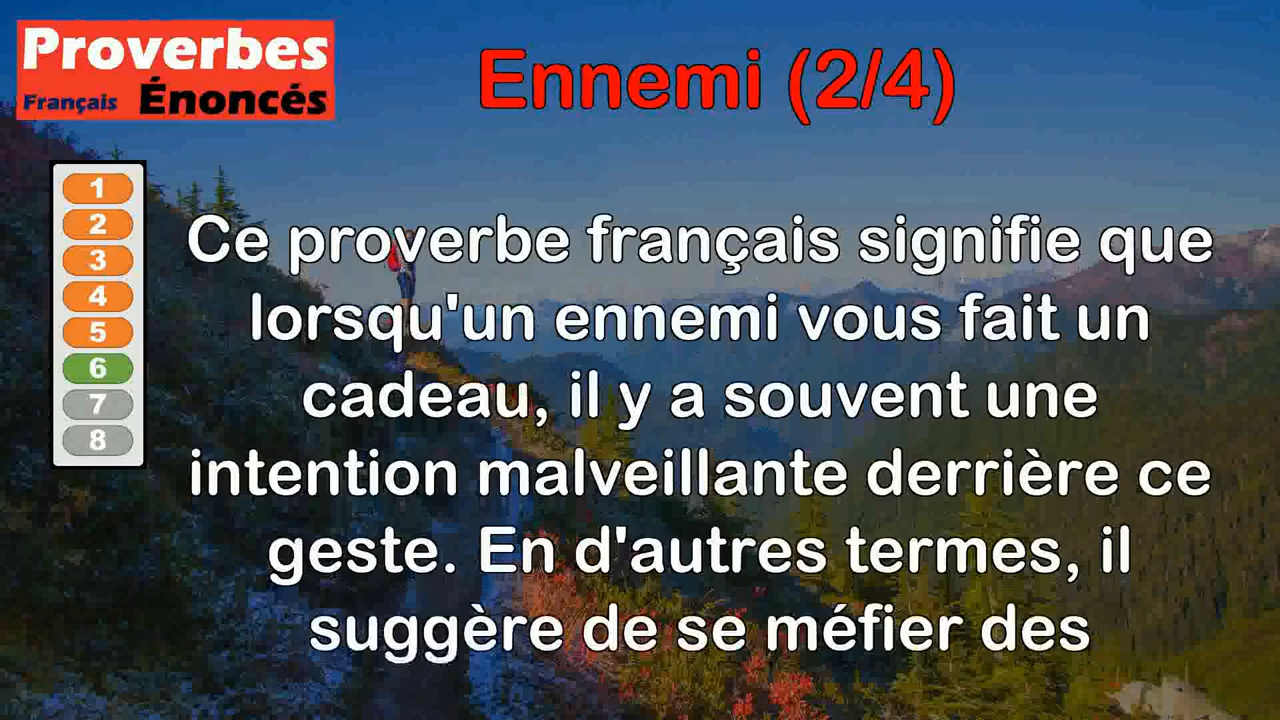 Proverbes
Français Énoncés
Ennemi (2/4)
1
2
3
4
5
6
7
8
Ce proverbe français signifie que
lorsqu'un ennemi vous fait un
cadeau, il y a souvent une
intention malveillante derrière ce
geste. En d'autres termes, il
suggère de se méfier des